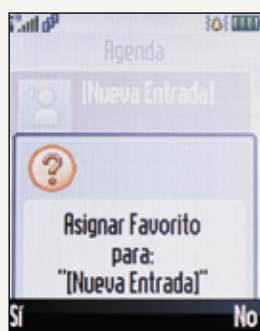 Agenda
[Nueva Entrada]
?
Asignar Favorito
para:
"[Nueva Entrada]"
Sí No